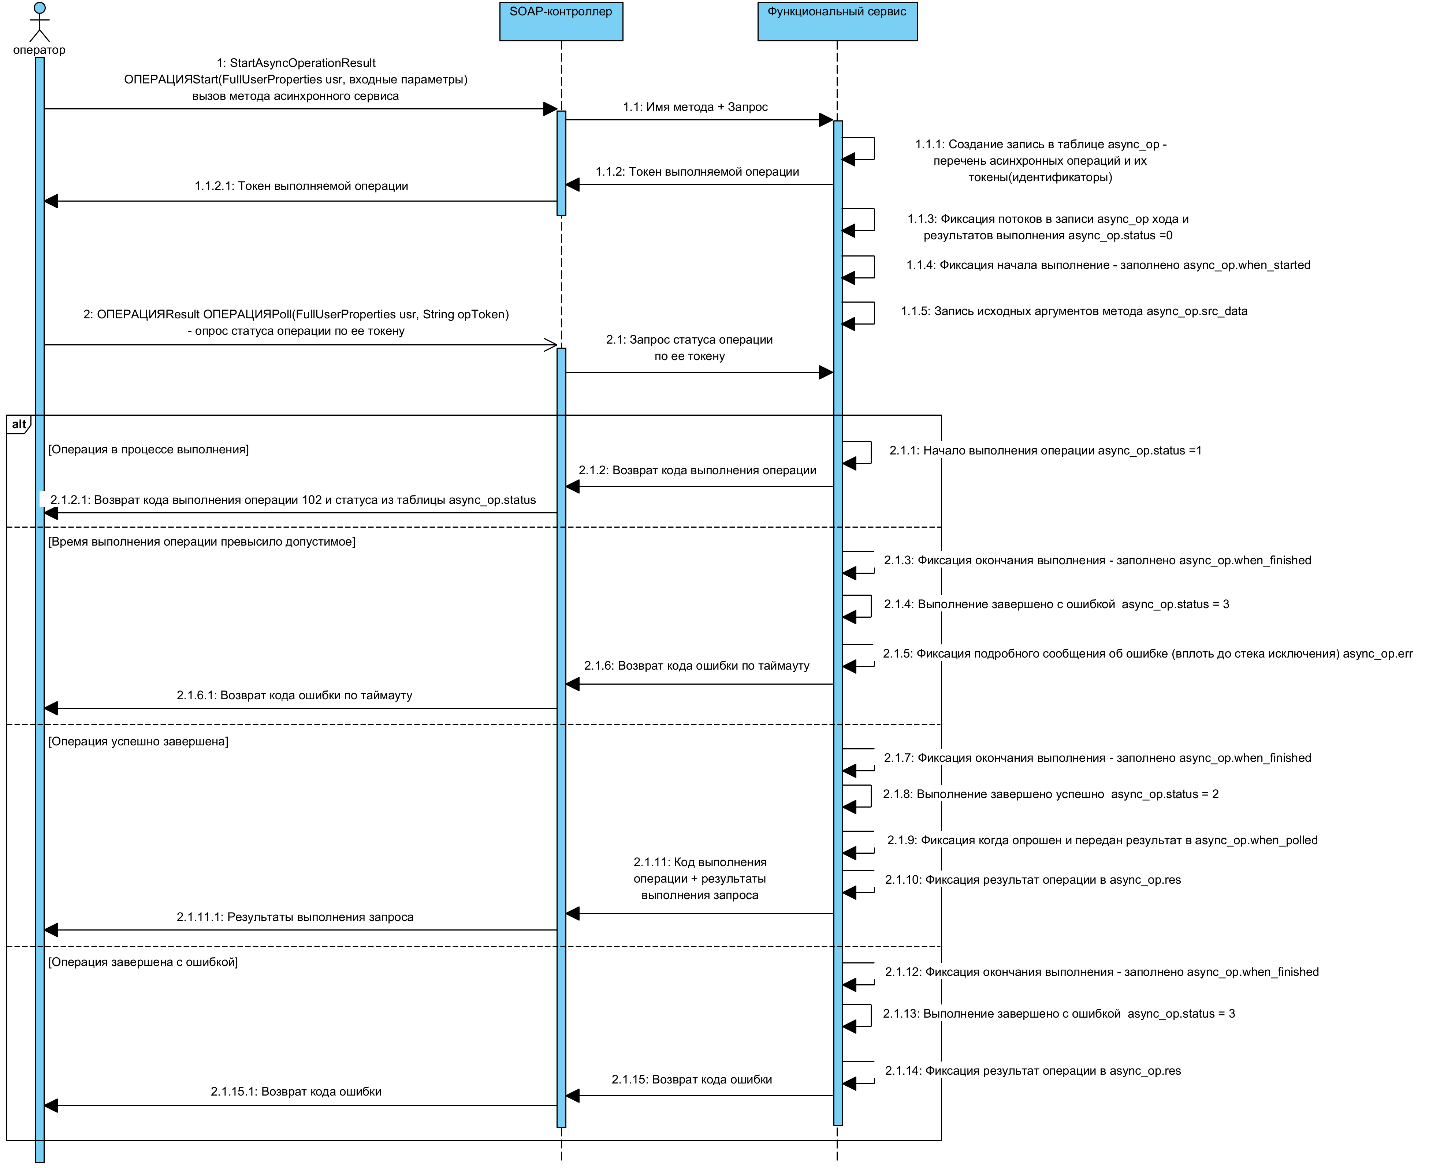 SOAP-контроллер
Функциональный сервис
оператор
1: StartAsyncOperationResult
ОПЕРАЦИЯStart(FullUserProperties usr, входные параметры)
вызов метода асинхронного сервиса
1.1: Имя метода + Запрос
1.1.1: Создание запись в таблице async_op -
перечень асинхронных операций и их
токены(идентификаторы)
1.1.2: Токен выполняемой операции
1.1.2.1: Токен выполняемой операции
1.1.3: Фиксация потоков в записи async_op хода и
результатов выполнения async_op.status =0
1.1.4: Фиксация начала выполнение - заполнено async_op.when_started
1.1.5: Запись исходных аргументов метода async_op.src_data
2: ОПЕРАЦИЯResult ОПЕРАЦИЯPoll(FullUserProperties usr, String opToken)
- опрос статуса операции по ее токену
2.1: Запрос статуса операции
по ее токену
alt
[Операция в процессе выполнения]
2.1.1: Начало выполнения операции async_op.status =1
2.1.2: Возврат кода выполнения операции
2.1.2.1: Возврат кода выполнения операции 102 и статуса из таблицы async_op.status
[Время выполнения операции превысило допустимое]
2.1.3: Фиксация окончания выполнения - заполнено async_op.when_finished
2.1.4: Выполнение завершено с ошибкой  async_op.status = 3
2.1.5: Фиксация подробного сообщения об ошибке (вплоть до стека исключения) async_op.err
2.1.6: Возврат кода ошибки по таймауту
2.1.6.1: Возврат кода ошибки по таймауту
[Операция успешно завершена]
2.1.7: Фиксация окончания выполнения - заполнено async_op.when_finished
2.1.8: Выполнение завершено успешно  async_op.status = 2
2.1.9: Фиксация когда опрошен и передан результат в async_op.when_polled
2.1.10: Фиксация результат операции в async_op.res
2.1.11: Код выполнения
операции + результаты
выполнения запроса
2.1.11.1: Результаты выполнения запроса
[Операция завершена с ошибкой]
2.1.12: Фиксация окончания выполнения - заполнено async_op.when_finished
2.1.13: Выполнение завершено с ошибкой  async_op.status = 3
2.1.14: Фиксация результат операции в async_op.res
2.1.15: Возврат кода ошибки
2.1.15.1: Возврат кода ошибки